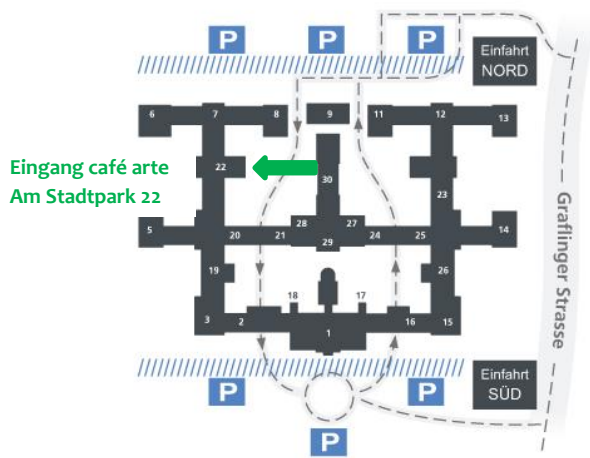 P P P
Einfahrt
NORD
6 7 8 9 11 12 13
Eingang café arte
Am Stadtpark 22
22
30
23
5 20 21 28 29 27 24 25 14
19 26
18 17
3 2 1 16 15
Graflinger Strasse
Einfahrt
SÜD
P P
P